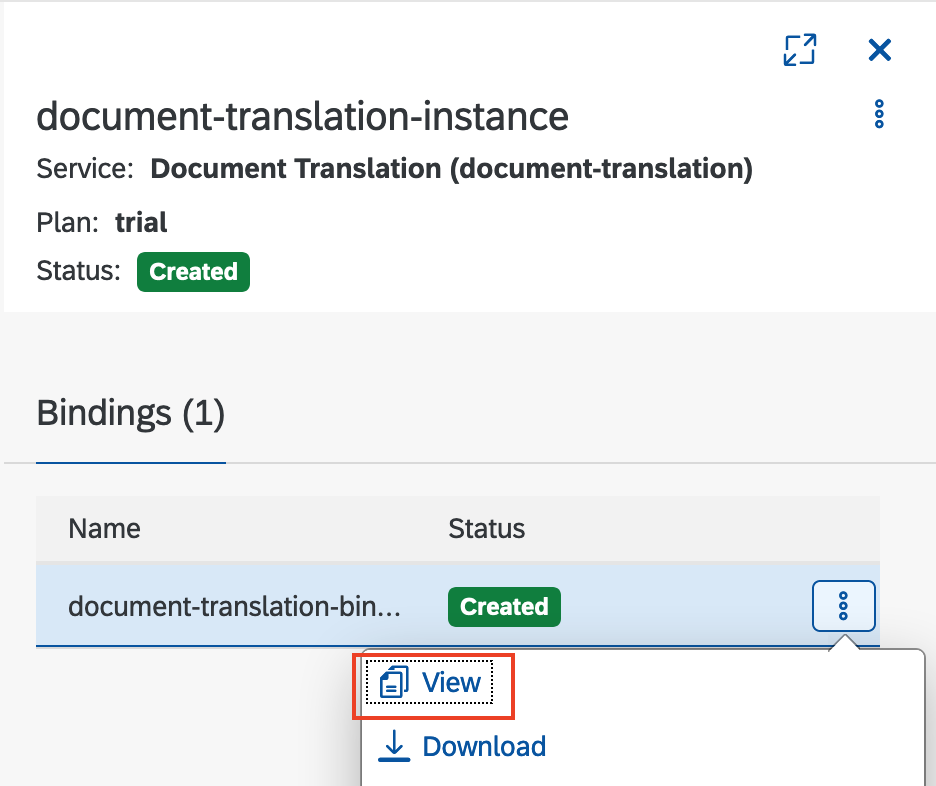 document-translation-instance
Service: Document Translation (document-translation)
Plan: trial
Status: Created
Bindings (1)
Name Status
document-translation-bin... Created
View
Download